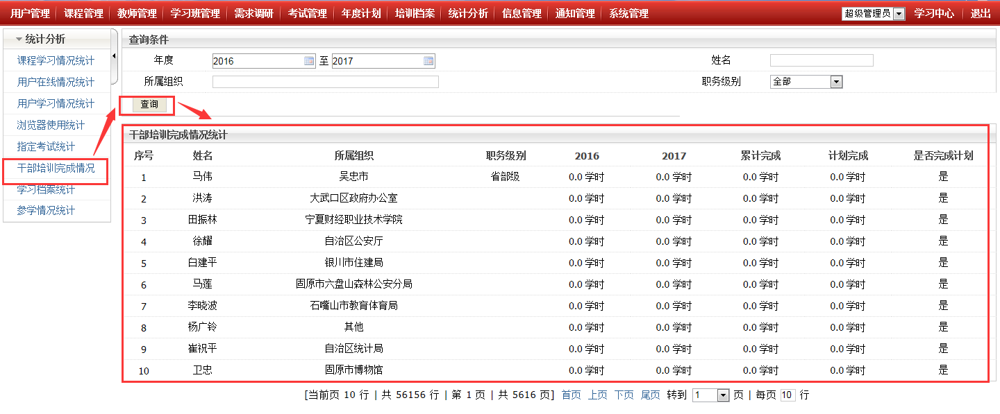 用户管理 课程管理 教师管理 学习班管理 需求调研 考试管理 年度计划 培训档案 统计分析 信息管理 通知管理 系统管理 超级管理员 学习中心 退出
统计分析
课程学习情况统计
用户在线情况统计
用户学习情况统计
浏览器使用统计
指定考试统计
干部培训完成情况
学习档案统计
参学情况统计
查询条件
年度 2016 至 2017 姓名
所属组织 职务级别 全部
查询
干部培训完成情况统计
序号 姓名 所属组织 职务级别 2016 2017 累计完成 计划完成 是否完成计划
1 马伟 吴忠市 省部级 0.0 学时 0.0 学时 0.0 学时 0.0 学时 是
2 洪涛 大武口区政府办公室 0.0 学时 0.0 学时 0.0 学时 0.0 学时 是
3 田振林 宁夏财经职业技术学院 0.0 学时 0.0 学时 0.0 学时 0.0 学时 是
4 徐耀 自治区公安厅 0.0 学时 0.0 学时 0.0 学时 0.0 学时 是
5 白建平 银川市住建局 0.0 学时 0.0 学时 0.0 学时 0.0 学时 是
6 马莲 固原市六盘山森林公安分局 0.0 学时 0.0 学时 0.0 学时 0.0 学时 是
7 李晓波 石嘴山市教育体育局 0.0 学时 0.0 学时 0.0 学时 0.0 学时 是
8 杨广铃 其他 0.0 学时 0.0 学时 0.0 学时 0.0 学时 是
9 崔祝平 自治区统计局 0.0 学时 0.0 学时 0.0 学时 0.0 学时 是
10 卫忠 固原市博物馆 0.0 学时 0.0 学时 0.0 学时 0.0 学时 是
[当前页 10 行 | 共 56156 行 | 第 1 页 | 共 5616 页] 首页 上页 下页 尾页 转到 1 页 | 每页 10 行